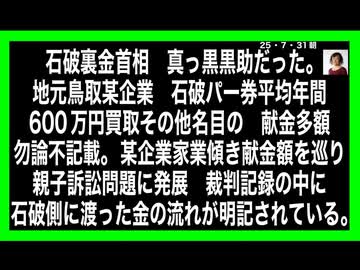 25・7・31朝
石破裏金首相　真っ黒黒助だった。
地元鳥取某企業　石破パー券平均年間
600万円買取その他名目の　献金多額
勿論不記載。某企業家業傾き献金額を巡り
親子訴訟問題に発展　裁判記録の中に
石破側に渡った金の流れが明記されている。